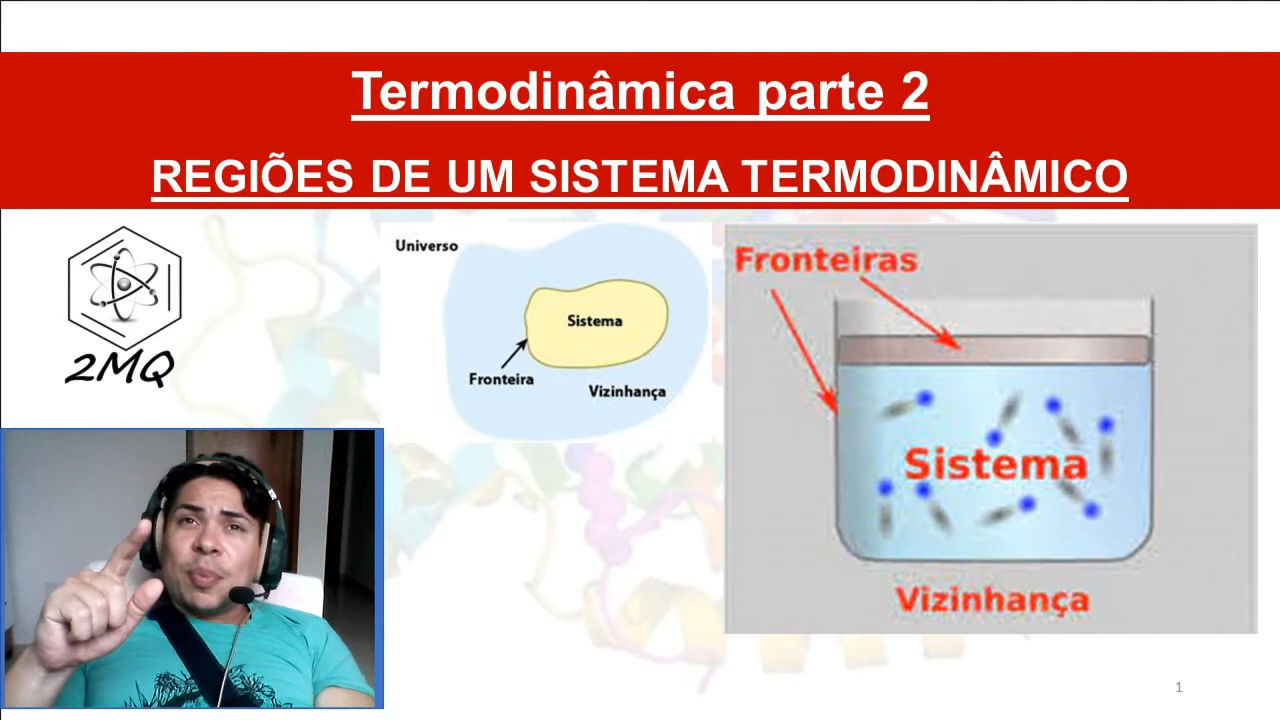 Termodinâmica parte 2
REGIÕES DE UM SISTEMA TERMODINÂMICO
2MQ
Universo
Sistema
Fronteira
Vizinhança
Fronteiras
Sistema
Vizinhança
1